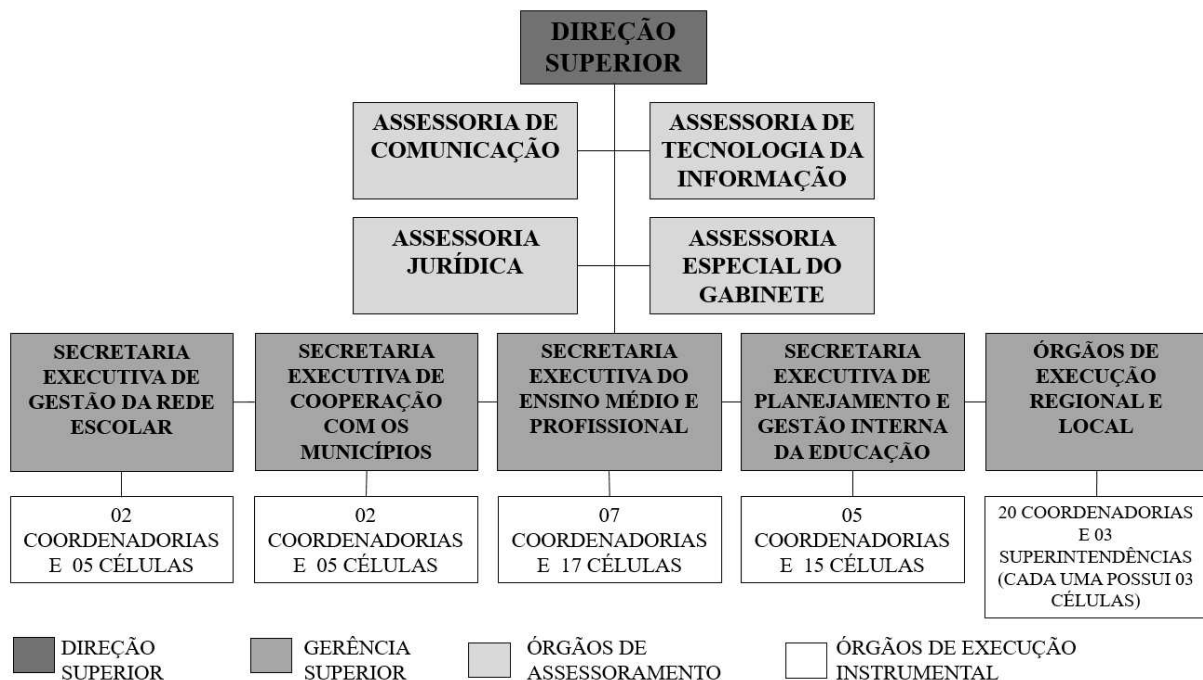 DIREÇÃO
SUPERIOR
ASSESSORIA DE
COMUNICAÇÃO
ASSESSORIA DE
TECNOLOGIA DA
INFORMAÇÃO
ASSESSORIA
JURÍDICA
ASSESSORIA
ESPECIAL DO
GABINETE
SECRETARIA
EXECUTIVA DE
GESTÃO DA REDE
ESCOLAR
SECRETARIA
EXECUTIVA DE
COOPERAÇÃO
COM OS
MUNICÍPIOS
SECRETARIA
EXECUTIVA DO
ENSINO MÉDIO E
PROFISSIONAL
SECRETARIA
EXECUTIVA DE
PLANEJAMENTO E
GESTÃO INTERNA
DA EDUCAÇÃO
ÓRGÃOS DE
EXECUÇÃO
REGIONAL E
LOCAL
02
COORDENADORIAS
E 05 CÉLULAS
02
COORDENADORIAS
E 05 CÉLULAS
07
COORDENADORIAS
E 17 CÉLULAS
05
COORDENADORIAS
E 15 CÉLULAS
20 COORDENADORIAS
E 03
SUPERINTENDÊNCIAS
(CADA UMA POSSUI 03
CÉLULAS)
DIREÇÃO
SUPERIOR
GERÊNCIA
SUPERIOR
ÓRGÃOS DE
ASSESSORAMENTO
ÓRGÃOS DE EXECUÇÃO
INSTRUMENTAL